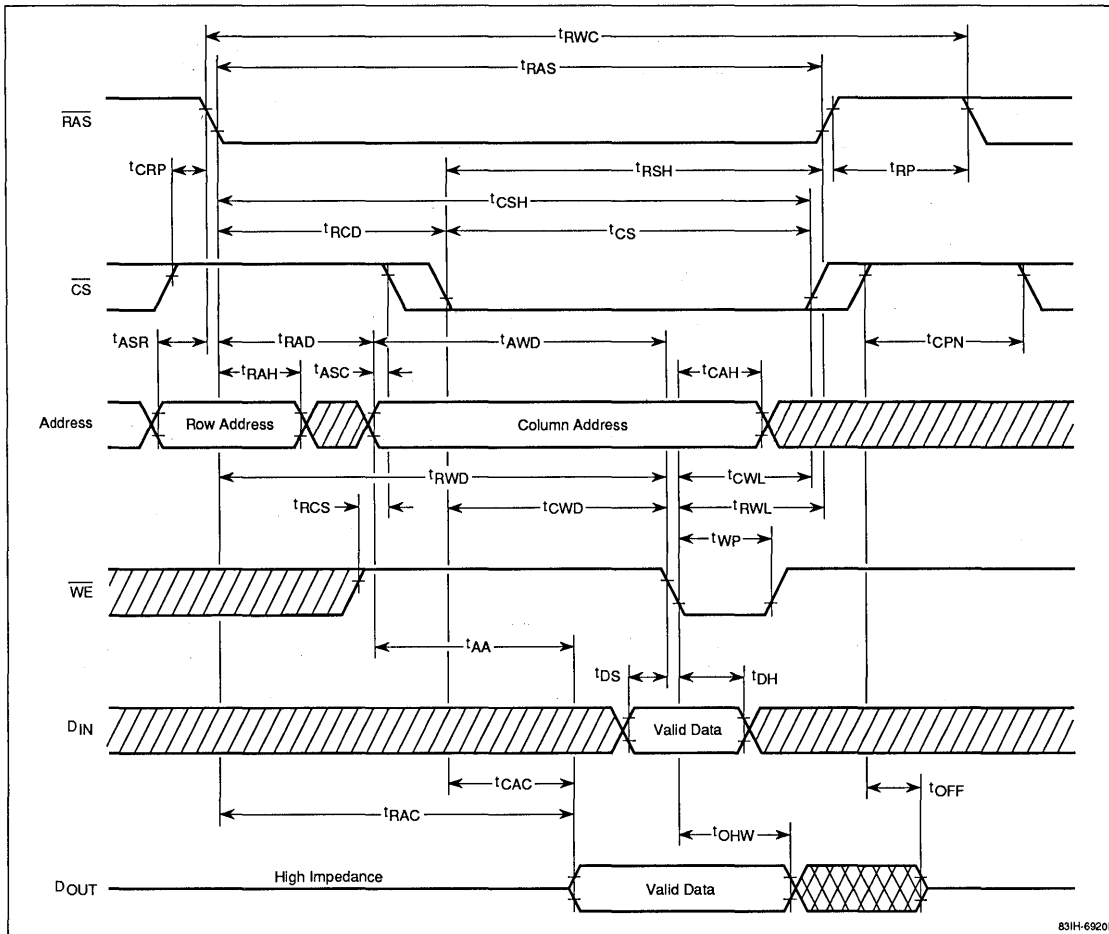 tRWC
tRAS
RAS
tCRP
tRSH
tRP
tCSH
tRCD
tCS
CS
tASR
tRAD
tAWD
tCPN
tRAH
tASC
tCAH
Address
Row Address
Column Address
tRWD
tCWL
tRCS
tCWD
tRWL
tWP
WE
tAA
tDS
tDH
DIN
Valid Data
tCAC
tOFF
tRAC
tOHW
High Impedance
DOUT
Valid Data